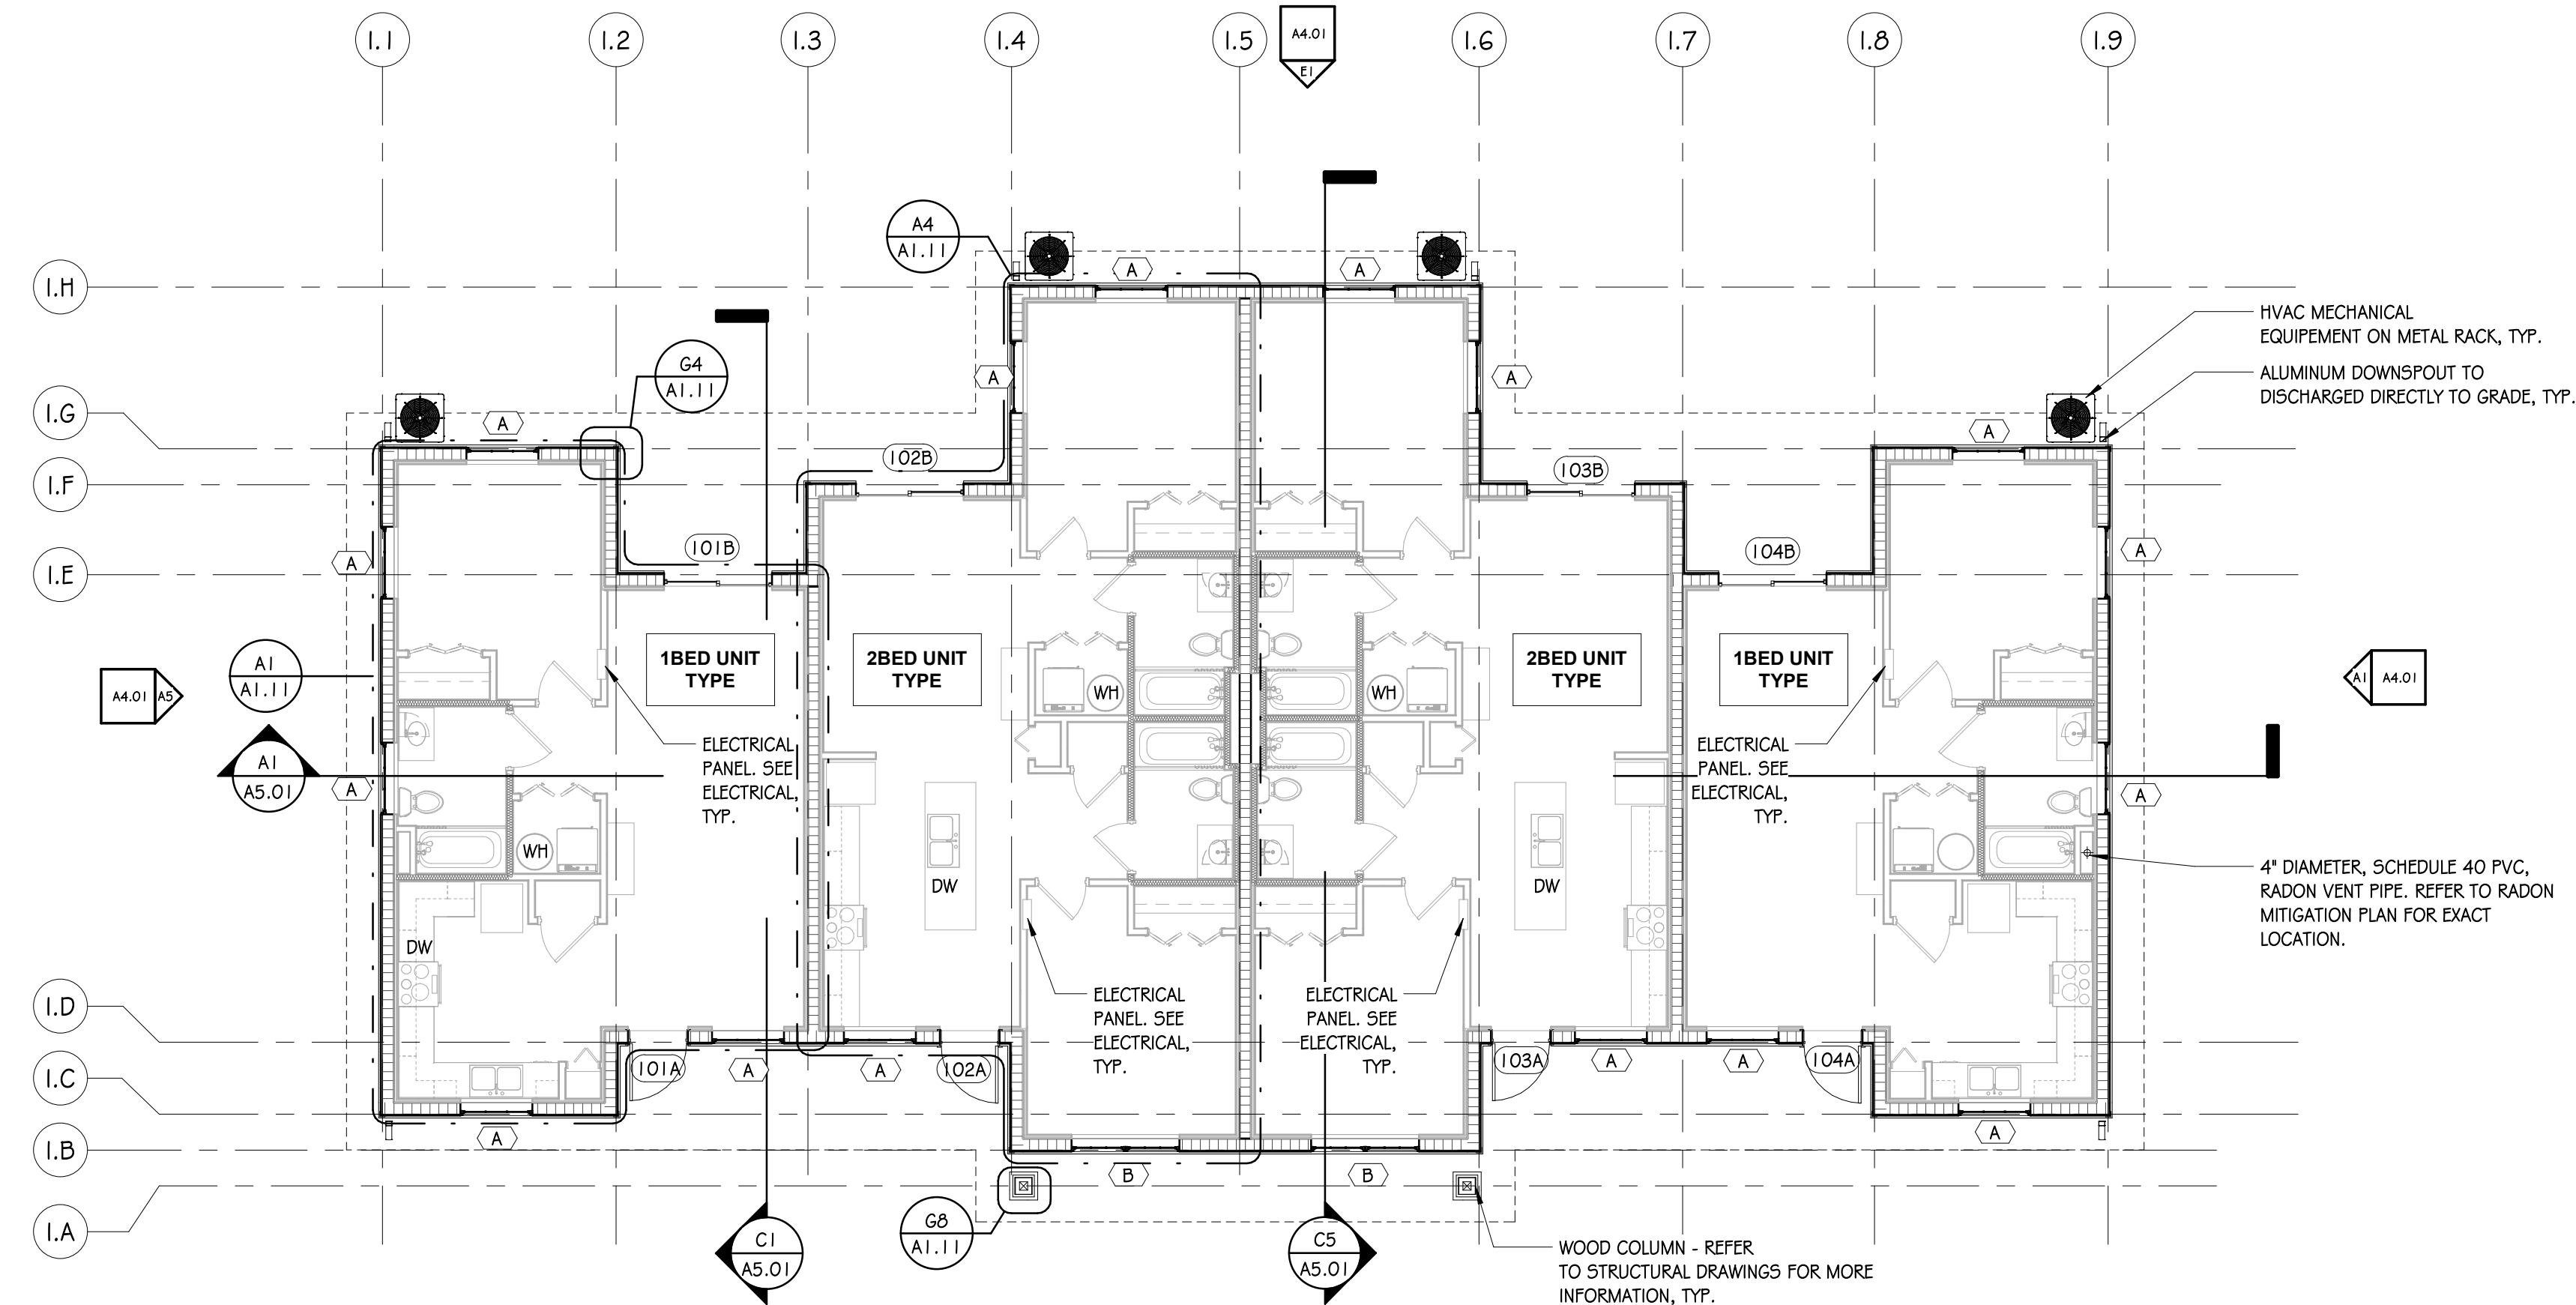 1.1
1.2
1.3
1.4
1.5
1.6
1.7
1.8
1.9
A4.01
E1
A4
A1.11
A
A
1.H
HVAC MECHANICAL
EQUIPEMENT ON METAL RACK, TYP.
G4
A1.11
A
A
ALUMINUM DOWNSPOUT TO
DISCHARGED DIRECTLY TO GRADE, TYP.
1.G
A
A
1.F
102B
103B
1.E
A
101B
104B
A
A1
A1.11
A4.01
A5
1BED UNIT
TYPE
2BED UNIT
TYPE
WH
WH
2BED UNIT
TYPE
1BED UNIT
TYPE
A1
A4.01
A1
A5.01
A
ELECTRICAL
PANEL. SEE
ELECTRICAL,
TYP.
ELECTRICAL
PANEL. SEE
ELECTRICAL,
TYP.
A
WH
DW
DW
4" DIAMETER, SCHEDULE 40 PVC,
RADON VENT PIPE. REFER TO RADON
MITIGATION PLAN FOR EXACT
LOCATION.
DW
1.D
ELECTRICAL
PANEL. SEE
ELECTRICAL,
TYP.
ELECTRICAL
PANEL. SEE
ELECTRICAL,
TYP.
1.C
101A
A
A
102A
103A
A
A
104A
1.B
A
B
B
A
1.A
G8
A1.11
C1
A5.01
C5
A5.01
WOOD COLUMN - REFER
TO STRUCTURAL DRAWINGS FOR MORE
INFORMATION, TYP.